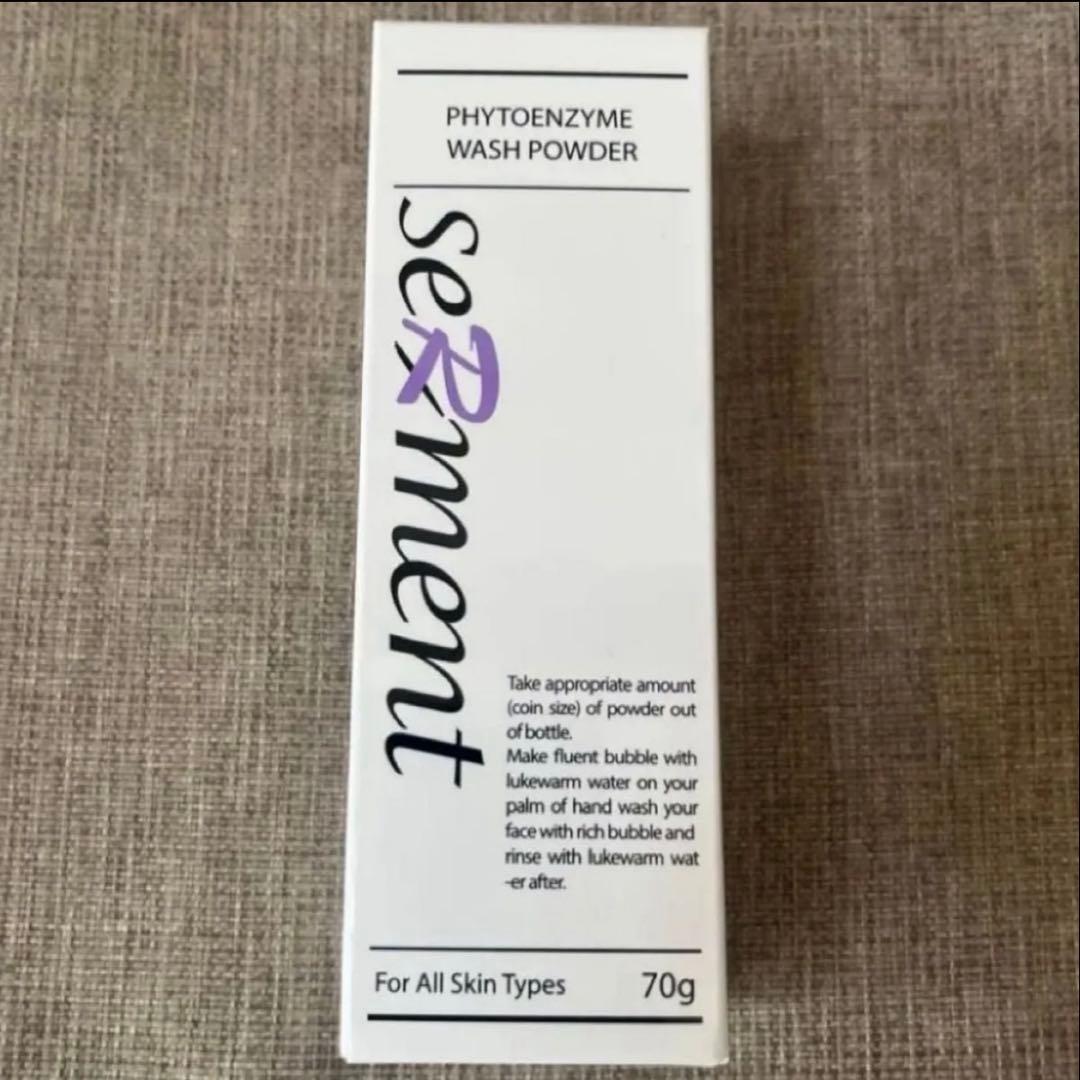 PHYTOENZYME
WASH POWDER
seRment
Take appropriate amount
(coin size) of powder out
of bottle.
Make fluent bubble with
lukewarm water on your
palm of hand wash your
face with rich bubble and
rinse with lukewarm wat
-er after.
For All Skin Types 70g